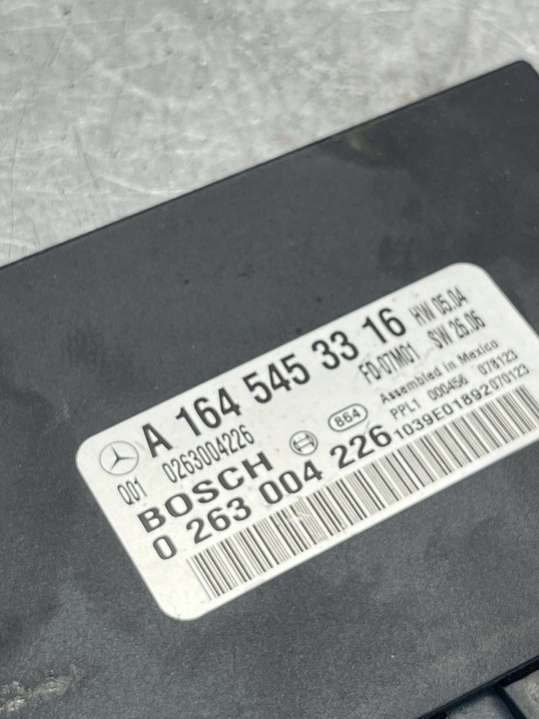 A 164 545 33 16 HW 05.04
Q01 0263004226 FD-07M01 SW 26.06
BOSCH 864 Assembled in Mexico
0 263 004 226 PPL1 000456 078123
1039E01892070123